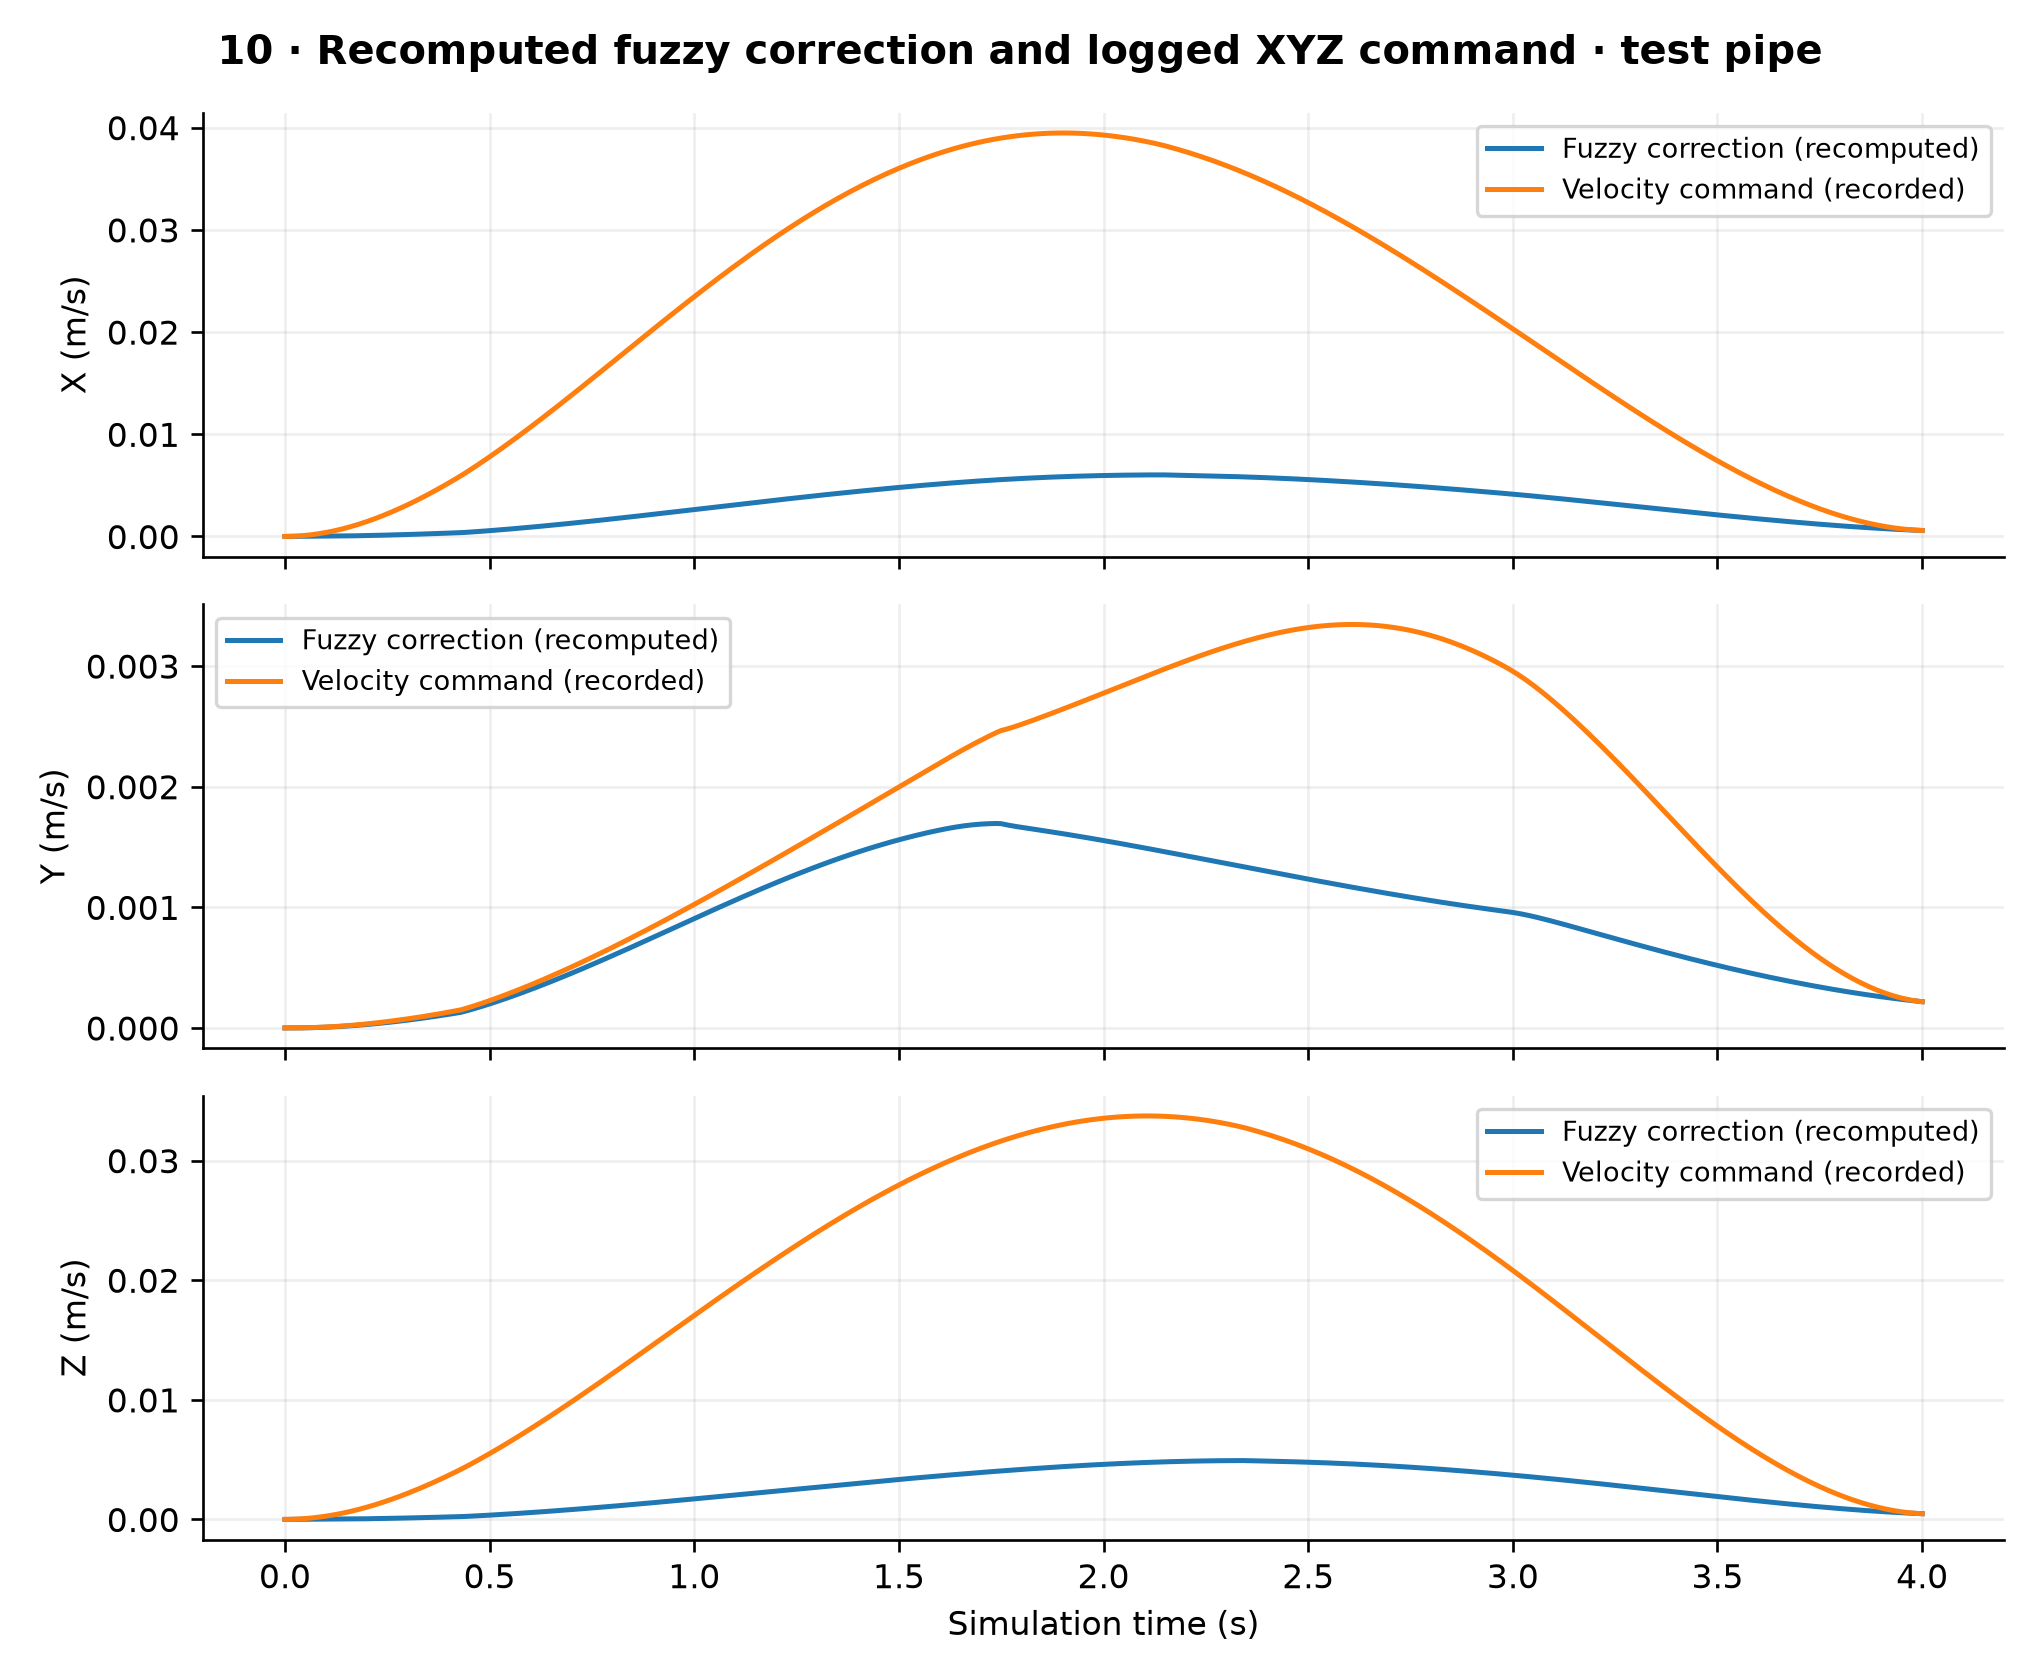 10 · Recomputed fuzzy correction and logged XYZ command · test pipe
0.04
0.03
0.02
0.01
0.00
X (m/s)
Fuzzy correction (recomputed)
Velocity command (recorded)
0.003
0.002
0.001
0.000
Y (m/s)
Fuzzy correction (recomputed)
Velocity command (recorded)
0.03
0.02
0.01
0.00
Z (m/s)
Fuzzy correction (recomputed)
Velocity command (recorded)
0.0 0.5 1.0 1.5 2.0 2.5 3.0 3.5 4.0
Simulation time (s)